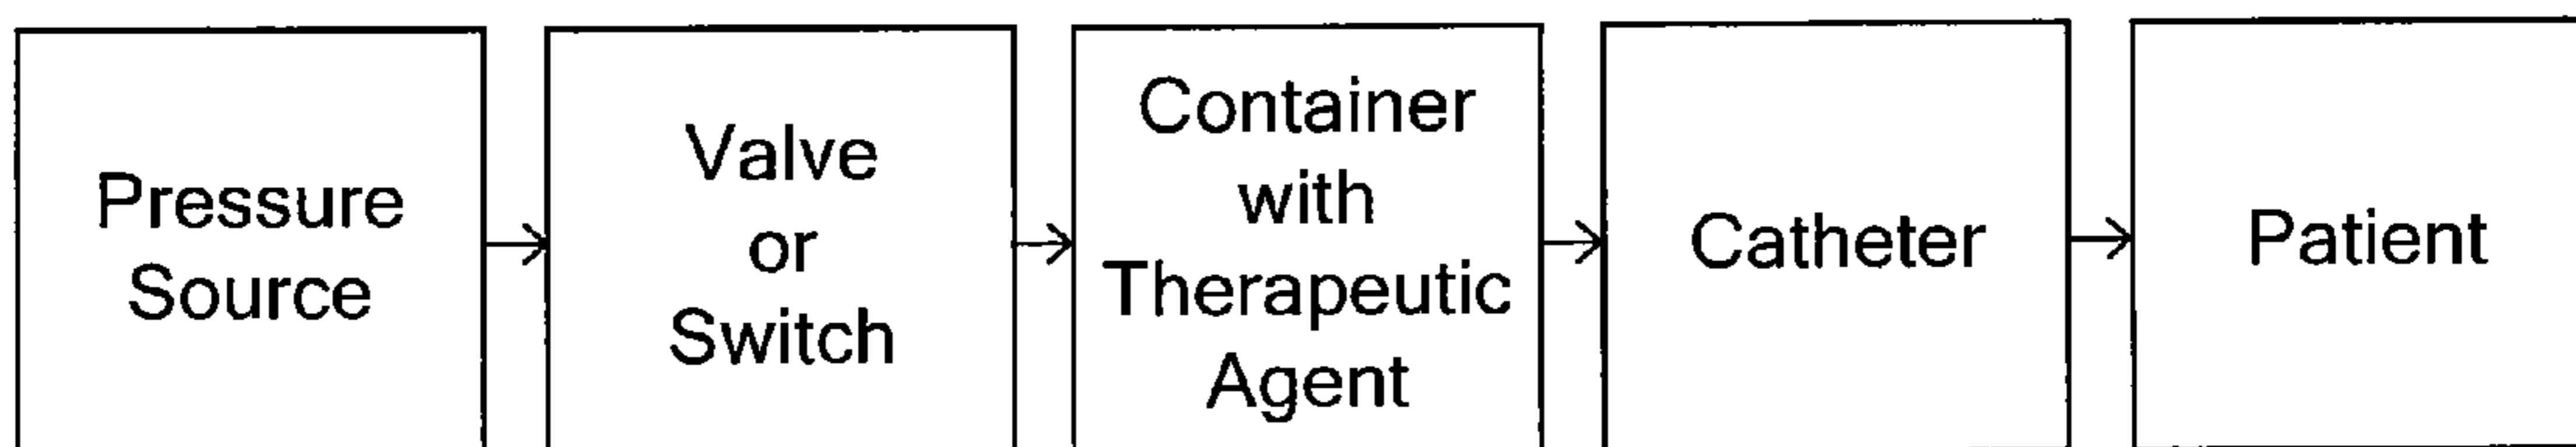 Pressure
Source
Valve
or
Switch
Container
with
Therapeutic
Agent
Catheter
Patient